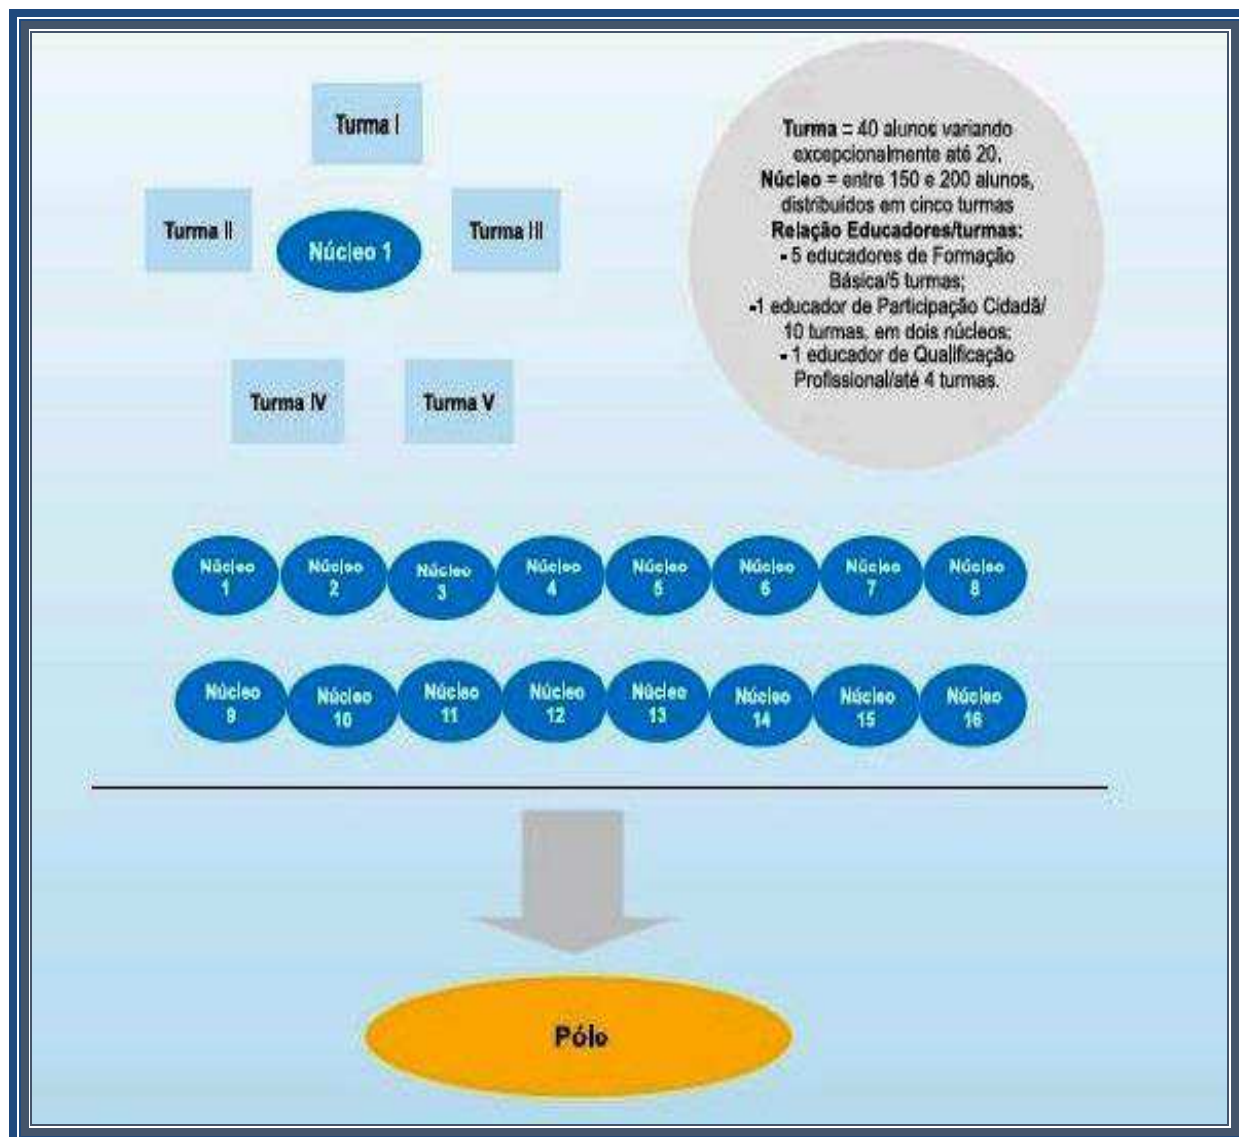 Turma I
Turma II
Núcleo 1
Turma III
Turma IV
Turma V
Turma = 40 alunos variando
excepcionalmente até 20.
Núcleo = entre 150 e 200 alunos,
distribuídos em cinco turmas
Relação Educadores/turmas:
- 5 educadores de Formação
Básica/5 turmas;
-1 educador de Participação Cidadã/
10 turmas, em dois núcleos;
- 1 educador de Qualificação
Profissional/até 4 turmas.
Núcleo
1
Núcleo
2
Núcleo
3
Núcleo
4
Núcleo
5
Núcleo
6
Núcleo
7
Núcleo
8
Núcleo
9
Núcleo
10
Núcleo
11
Núcleo
12
Núcleo
13
Núcleo
14
Núcleo
15
Núcleo
16
Pólo